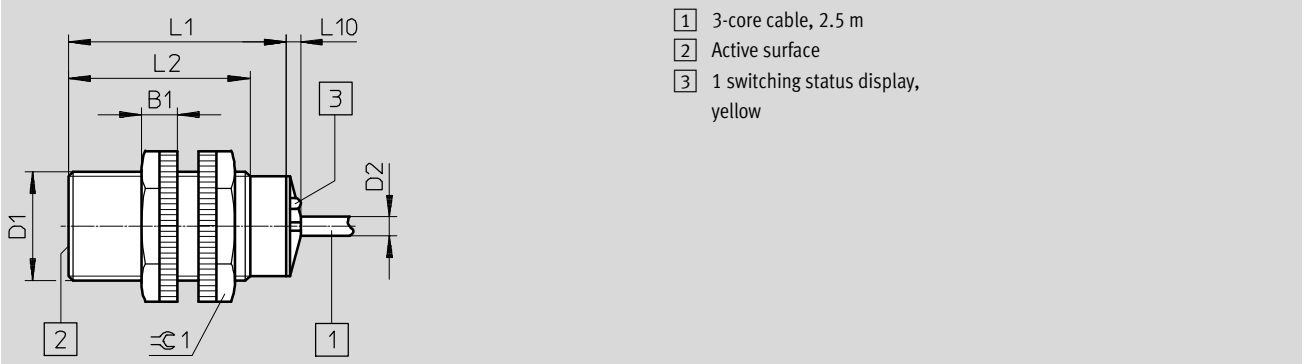 L1
L10
L2
B1
3
D2
D1
2
1
1
1 3-core cable, 2.5 m
2 Active surface
3 1 switching status display,
yellow